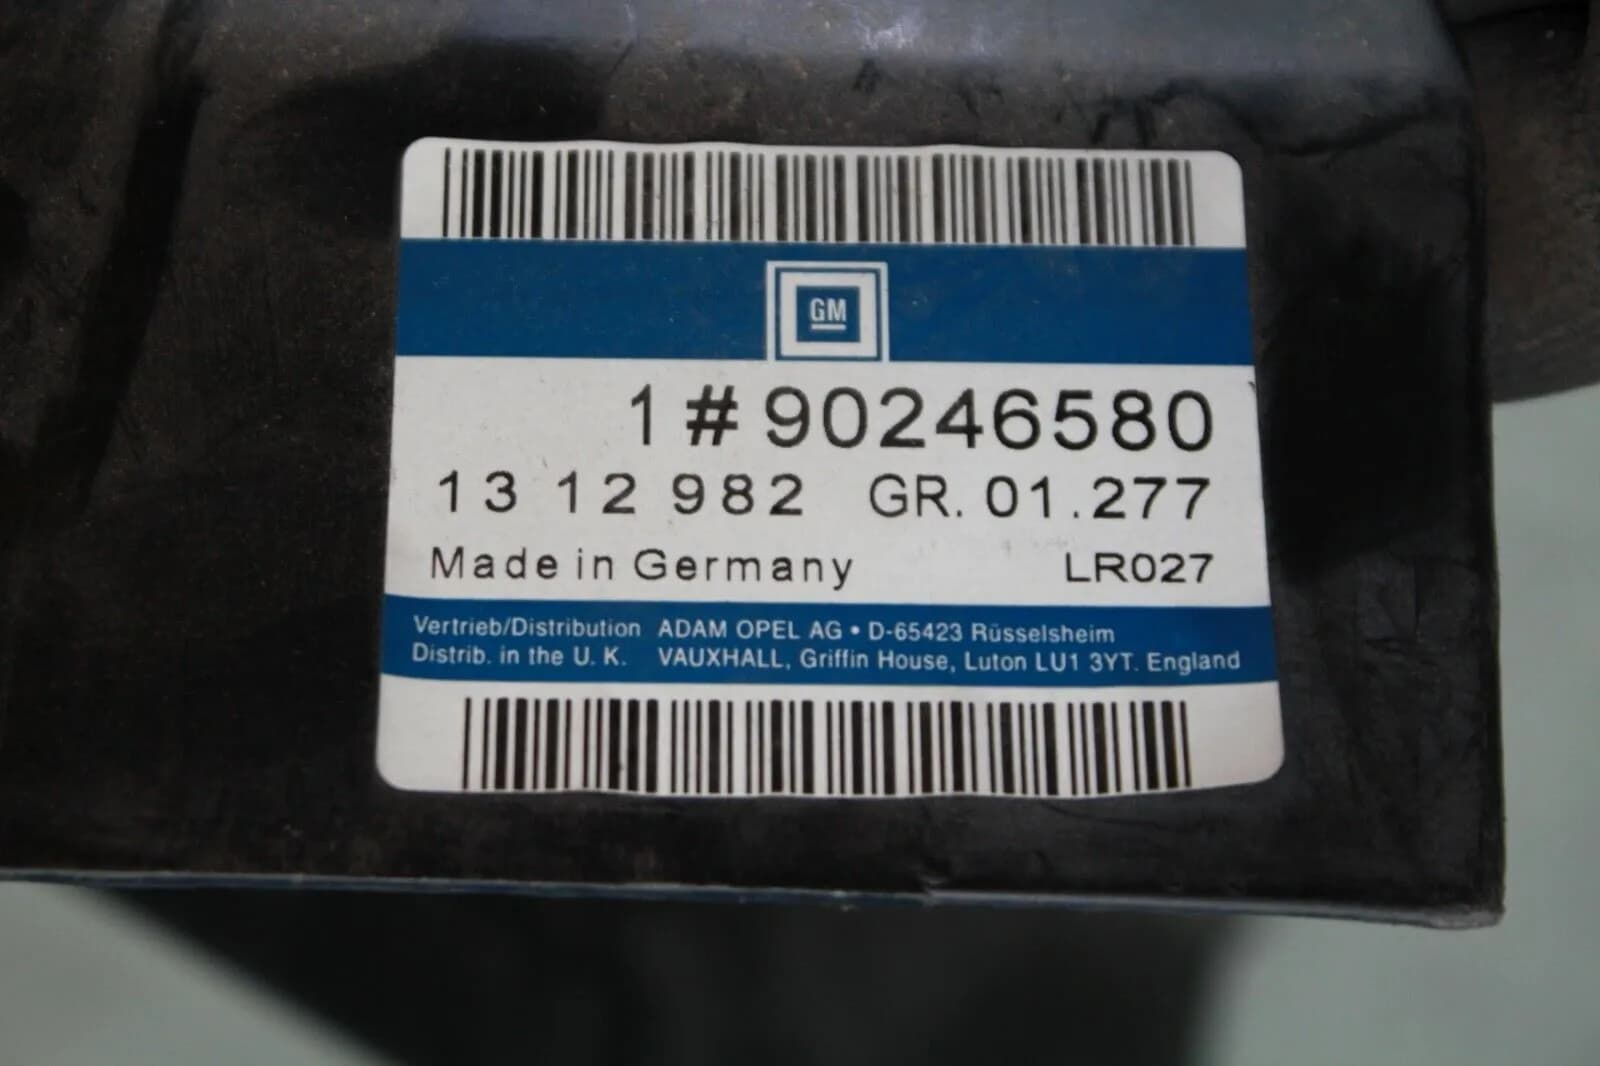 GM
1 # 90246580
13 12 982 GR. 01.277
Made in Germany LR027
Vertrieb/Distribution ADAM OPEL AG • D-65423 Rüsselsheim
Distrib. in the U. K. VAUXHALL, Griffin House, Luton LU1 3YT. England